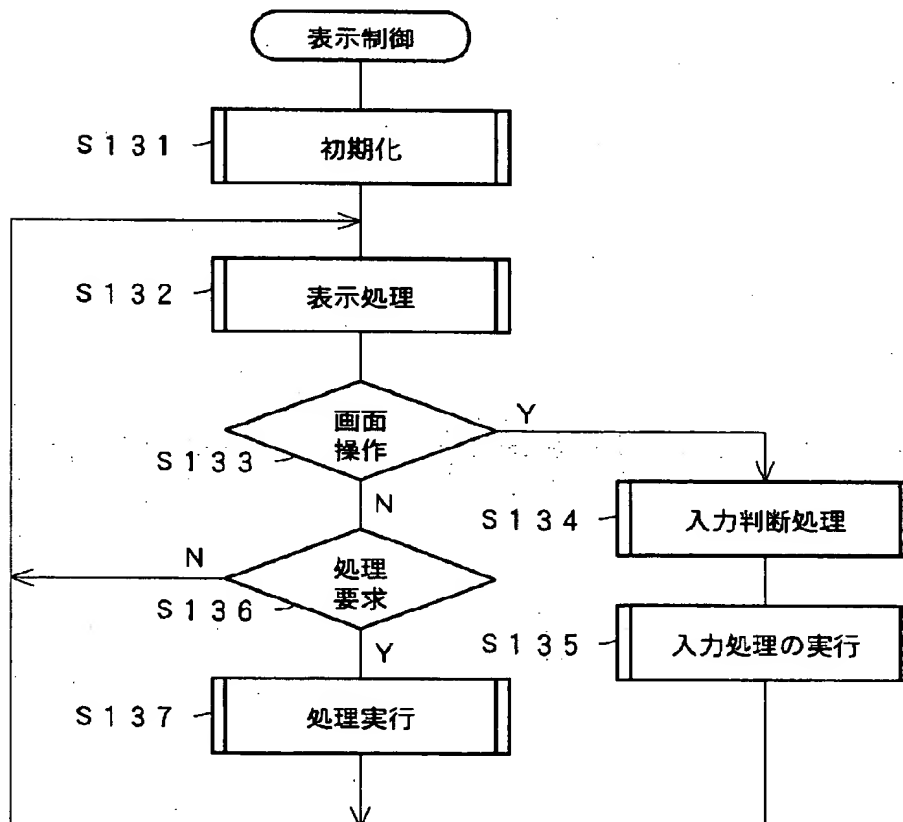 表示制御
S131
初期化
S132
表示処理
画面
操作
Y
S133
N
S134
入力判断処理
N
処理
要求
S136
Y
S135
入力処理の実行
S137
処理実行